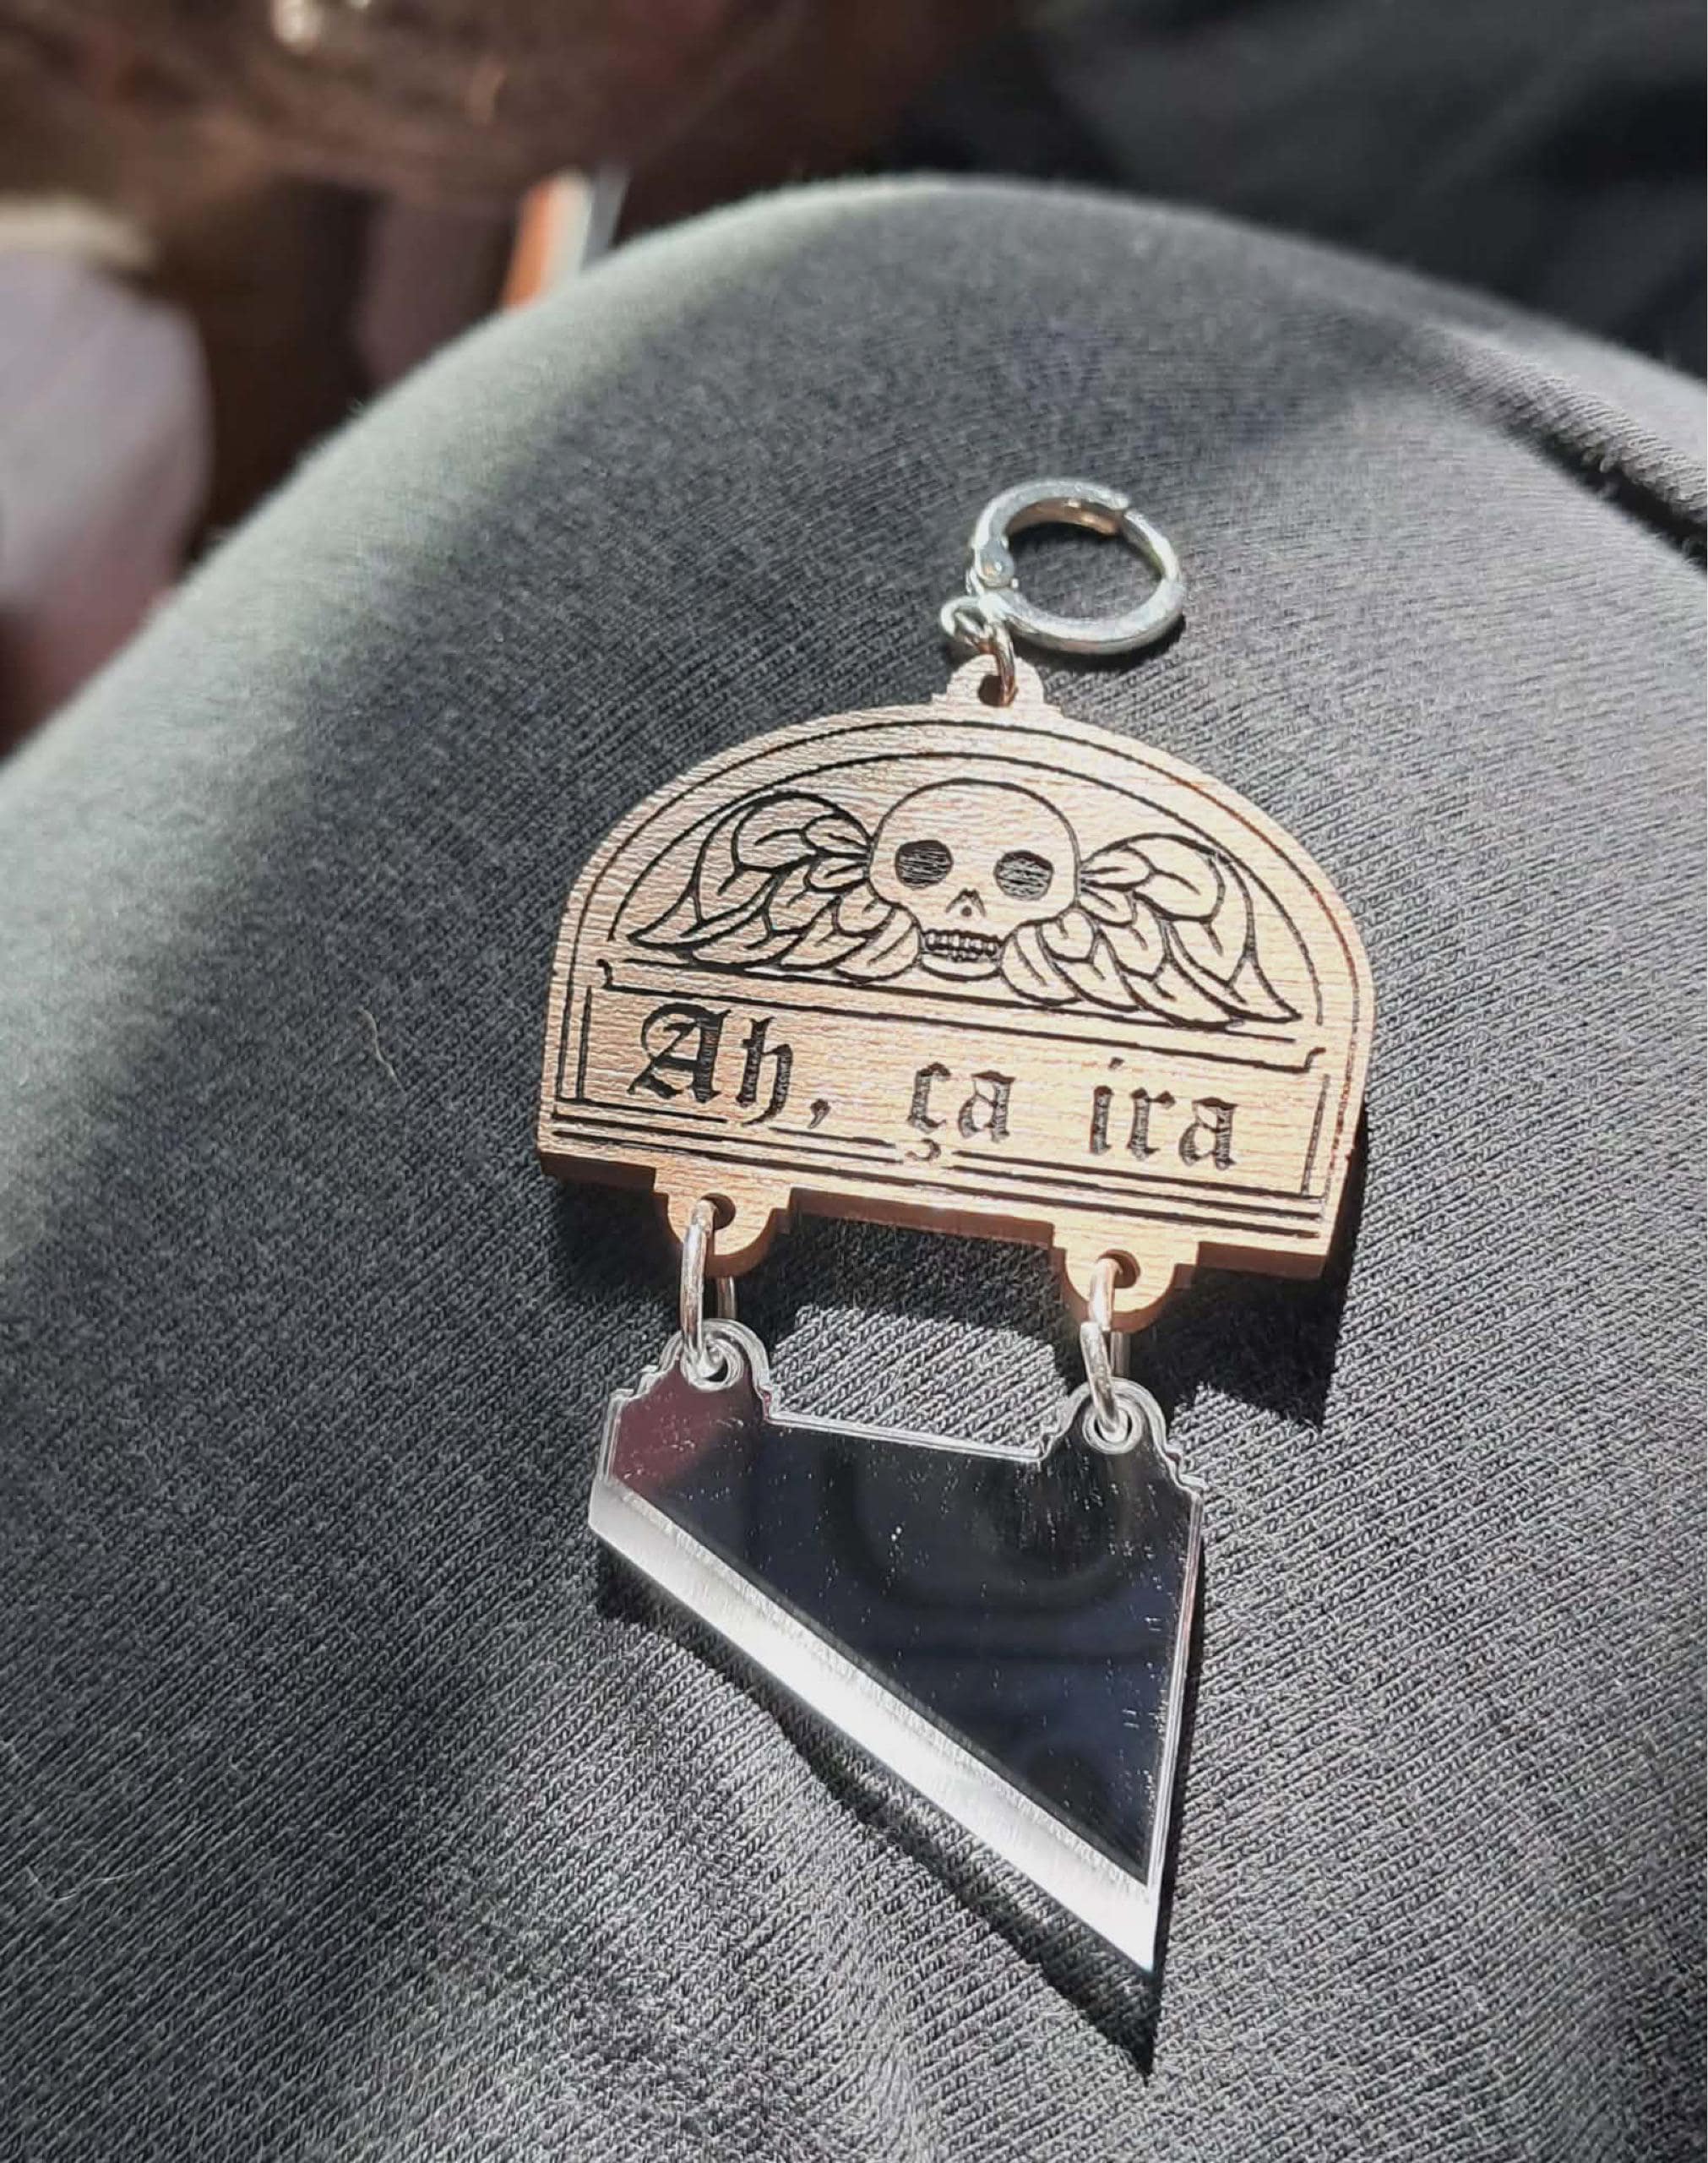 Ah, ça ira